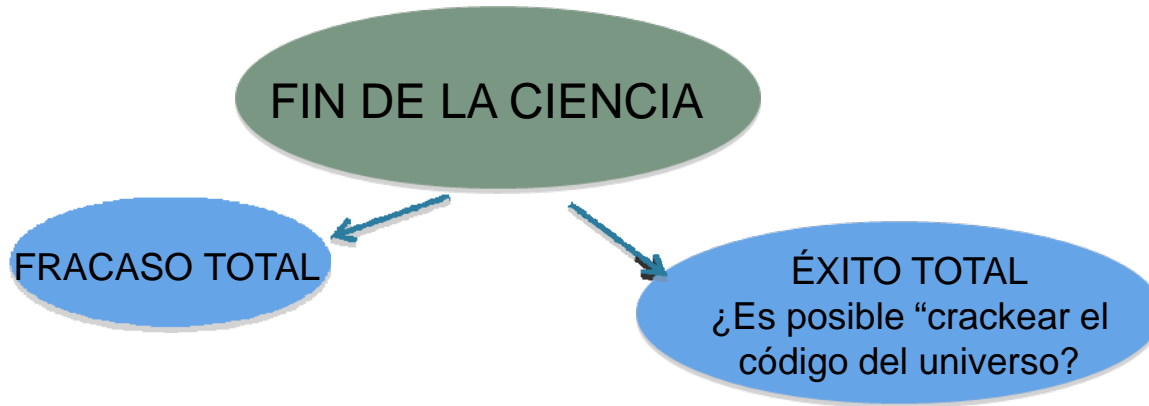 FIN DE LA CIENCIA
FRACASO TOTAL
ÉXITO TOTAL
¿Es posible “crackear el
código del universo?